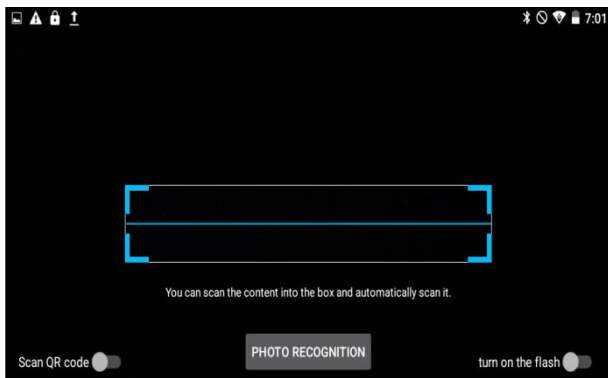 7:01
You can scan the content into the box and automatically scan it.
Scan QR code
PHOTO RECOGNITION
turn on the flash